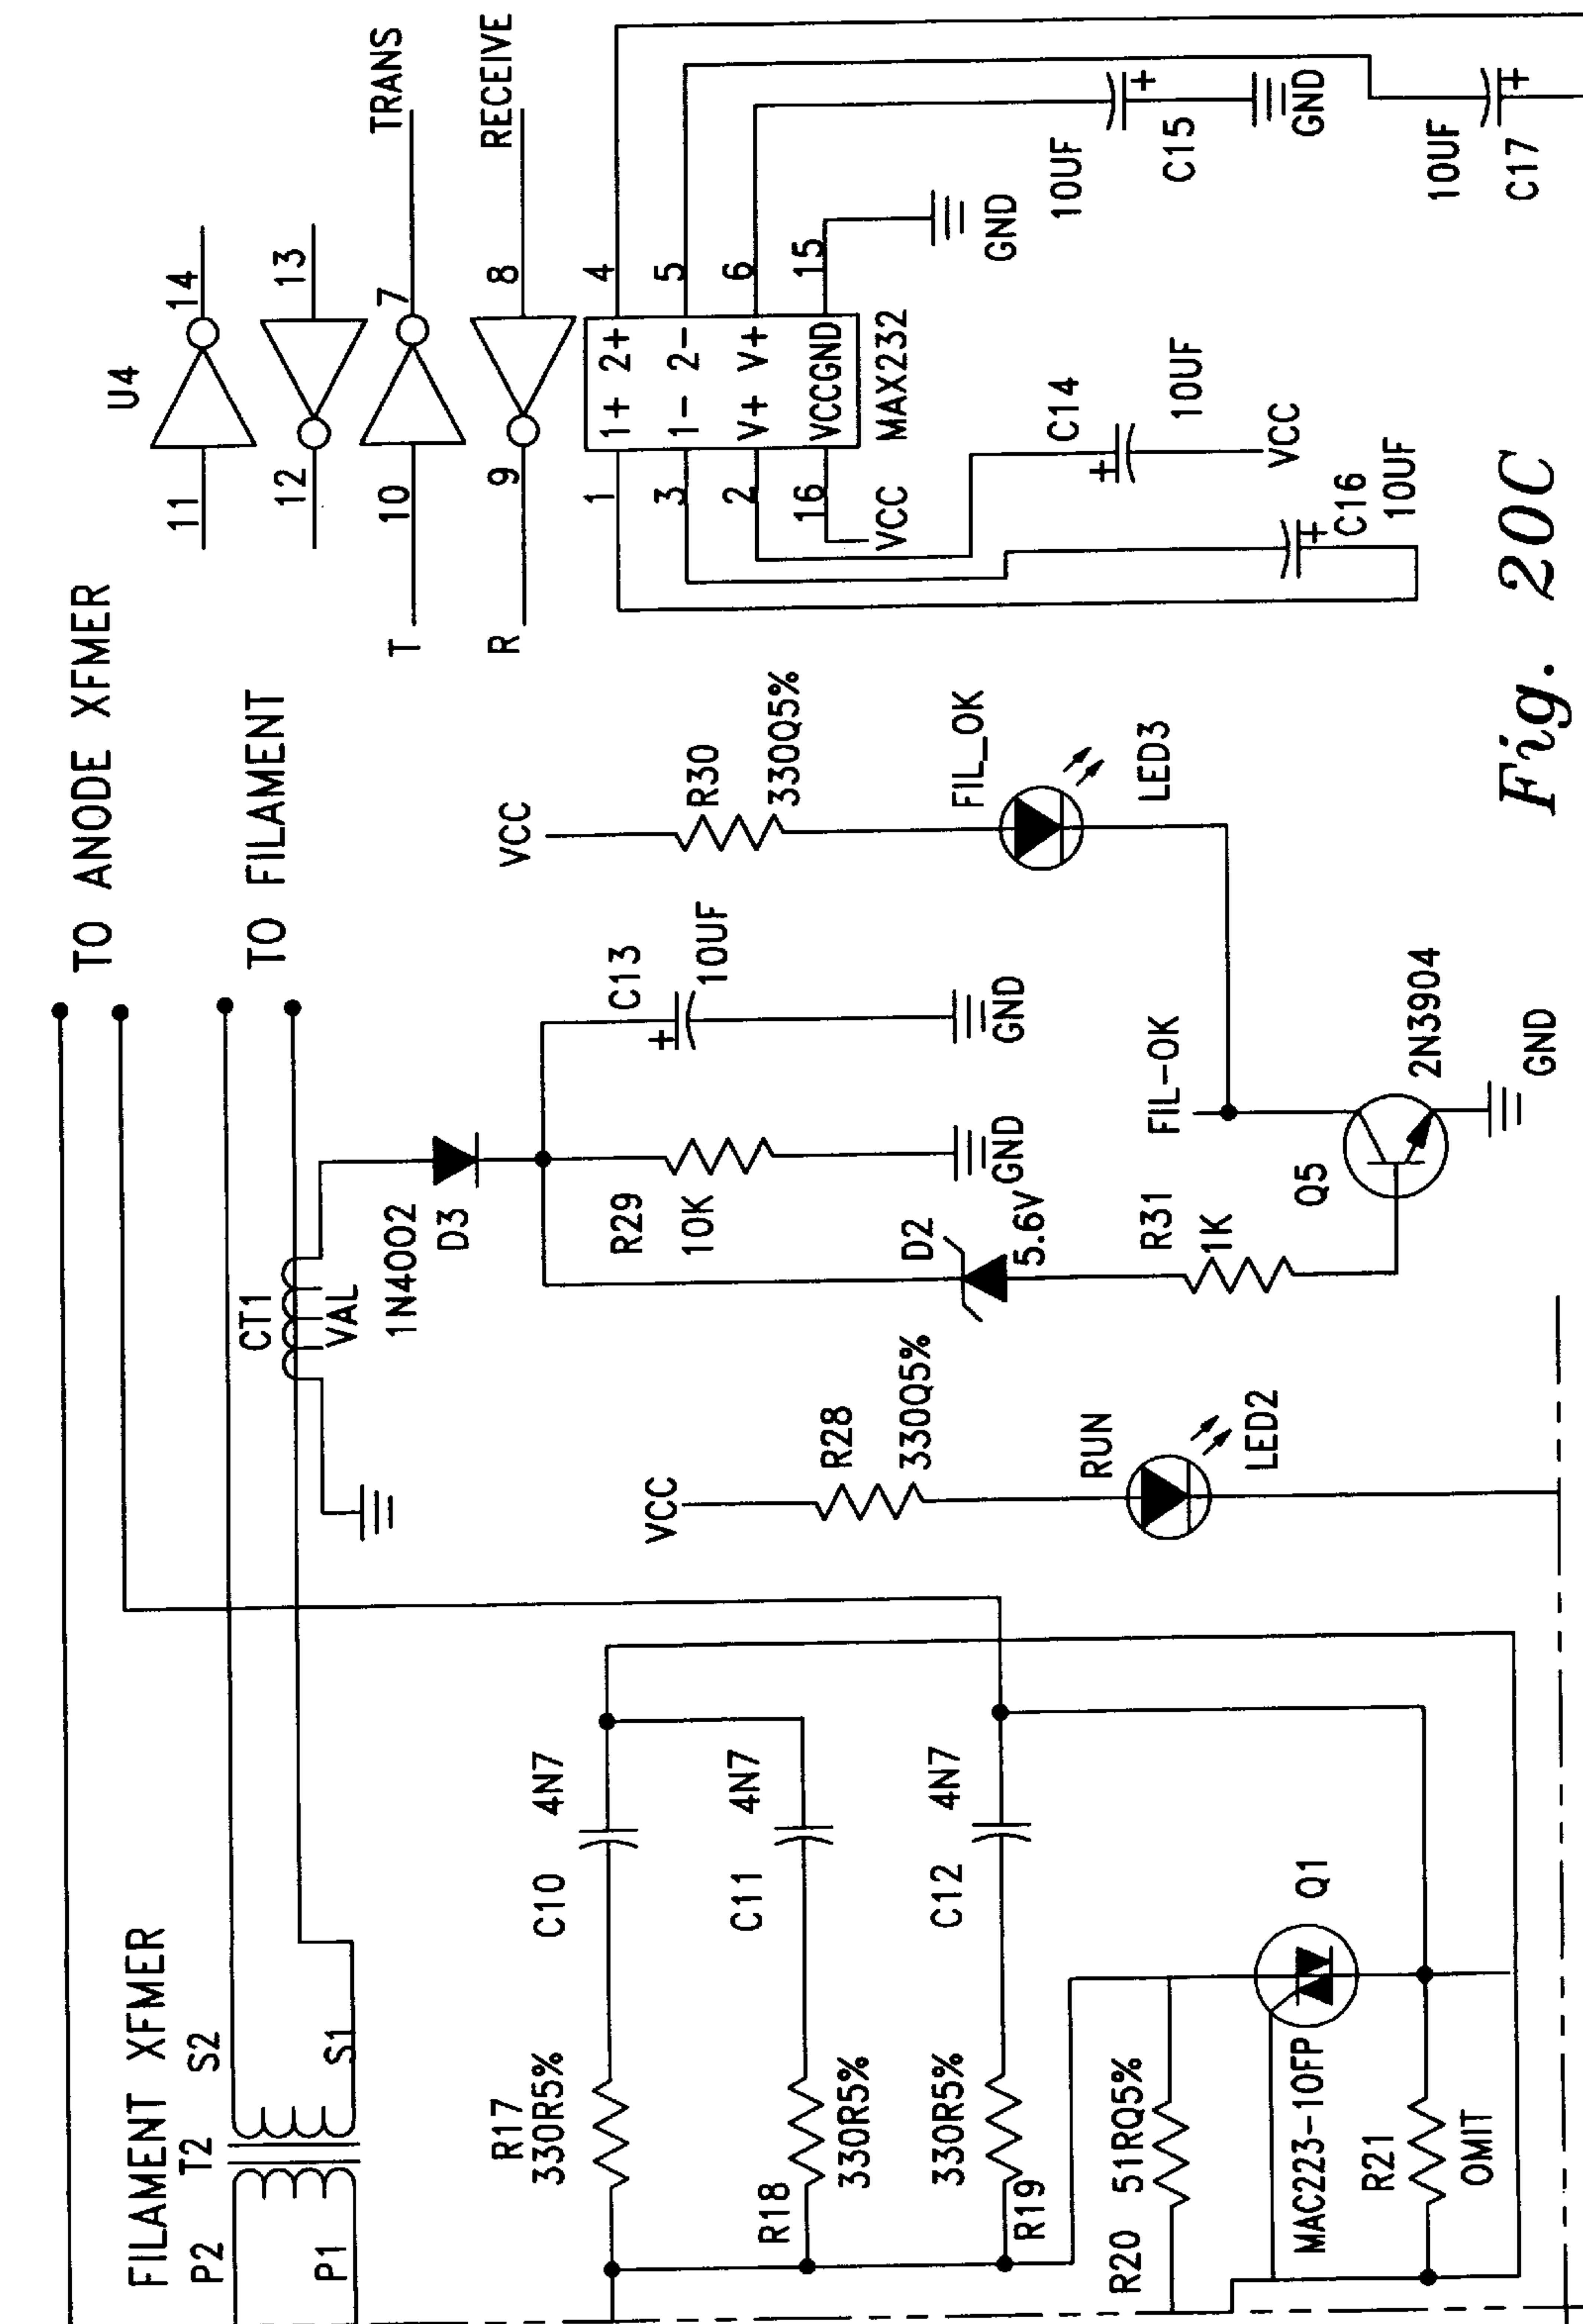 FILAMENT XFMER
P2 T2 S2
P1 S1
TO ANODE XFMER
TO FILAMENT
CT1
VAL
1N4002
D3
C13
10UF
GND
R29
10K
GND
D2
5.6V
R31
1K
Q5
FIL-OK
2N3904
GND
VCC
R30
330Q5%
FIL_OK
LED3
VCC
R28
330Q5%
RUN
LED2
R17
330R5%
C10 4N7
R18
330R5%
C11 4N7
R19
330R5%
C12 4N7
R20 51RQ5%
MAC223-10FP
Q1
R21
OMIT
U4
11 14
12 13
T 10 7 TRANS
R 9 8 RECEIVE
1 1+ 2+ 4
3 1- 2- 5
2 V+ V+ 6
16 VCCGND 15
VCC
MAX232
GND
C14
10UF
VCC
C16
10UF
10UF
C15
GND
10UF
C17
Fig. 20C